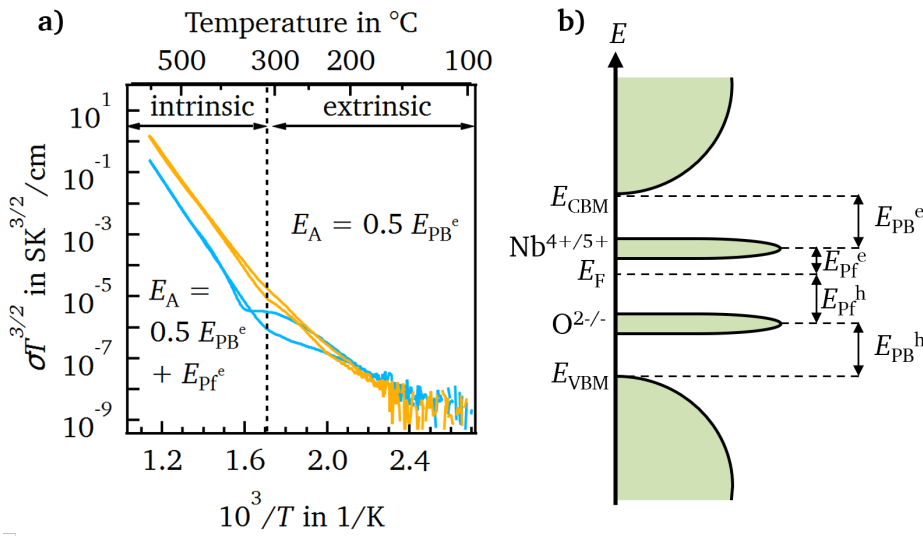 a)
Temperature in °C
500 300 200 100
intrinsic extrinsic
10^1
10^-1
10^-3
10^-5
10^-7
10^-9
σT^3/2 in SK^3/2/cm
E_A = 0.5 E_PB^e
E_A =
0.5 E_PB^e
+ E_Pf^e
1.2 1.6 2.0 2.4
10^3/T in 1/K
b)
E
E_CBM
Nb^4+/5+
E_F
O^2-/-
E_VBM
E_PB^e
E_Pf^e
E_Pf^h
E_PB^h